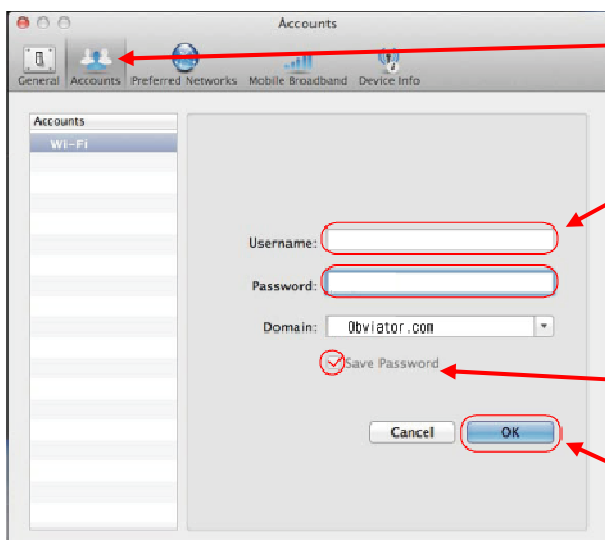 Accounts
General Accounts Preferred Networks Mobile Broadband Device Info
Accounts
Wi-Fi
Username:
Password:
Domain: Obviator.com
Save Password
Cancel OK